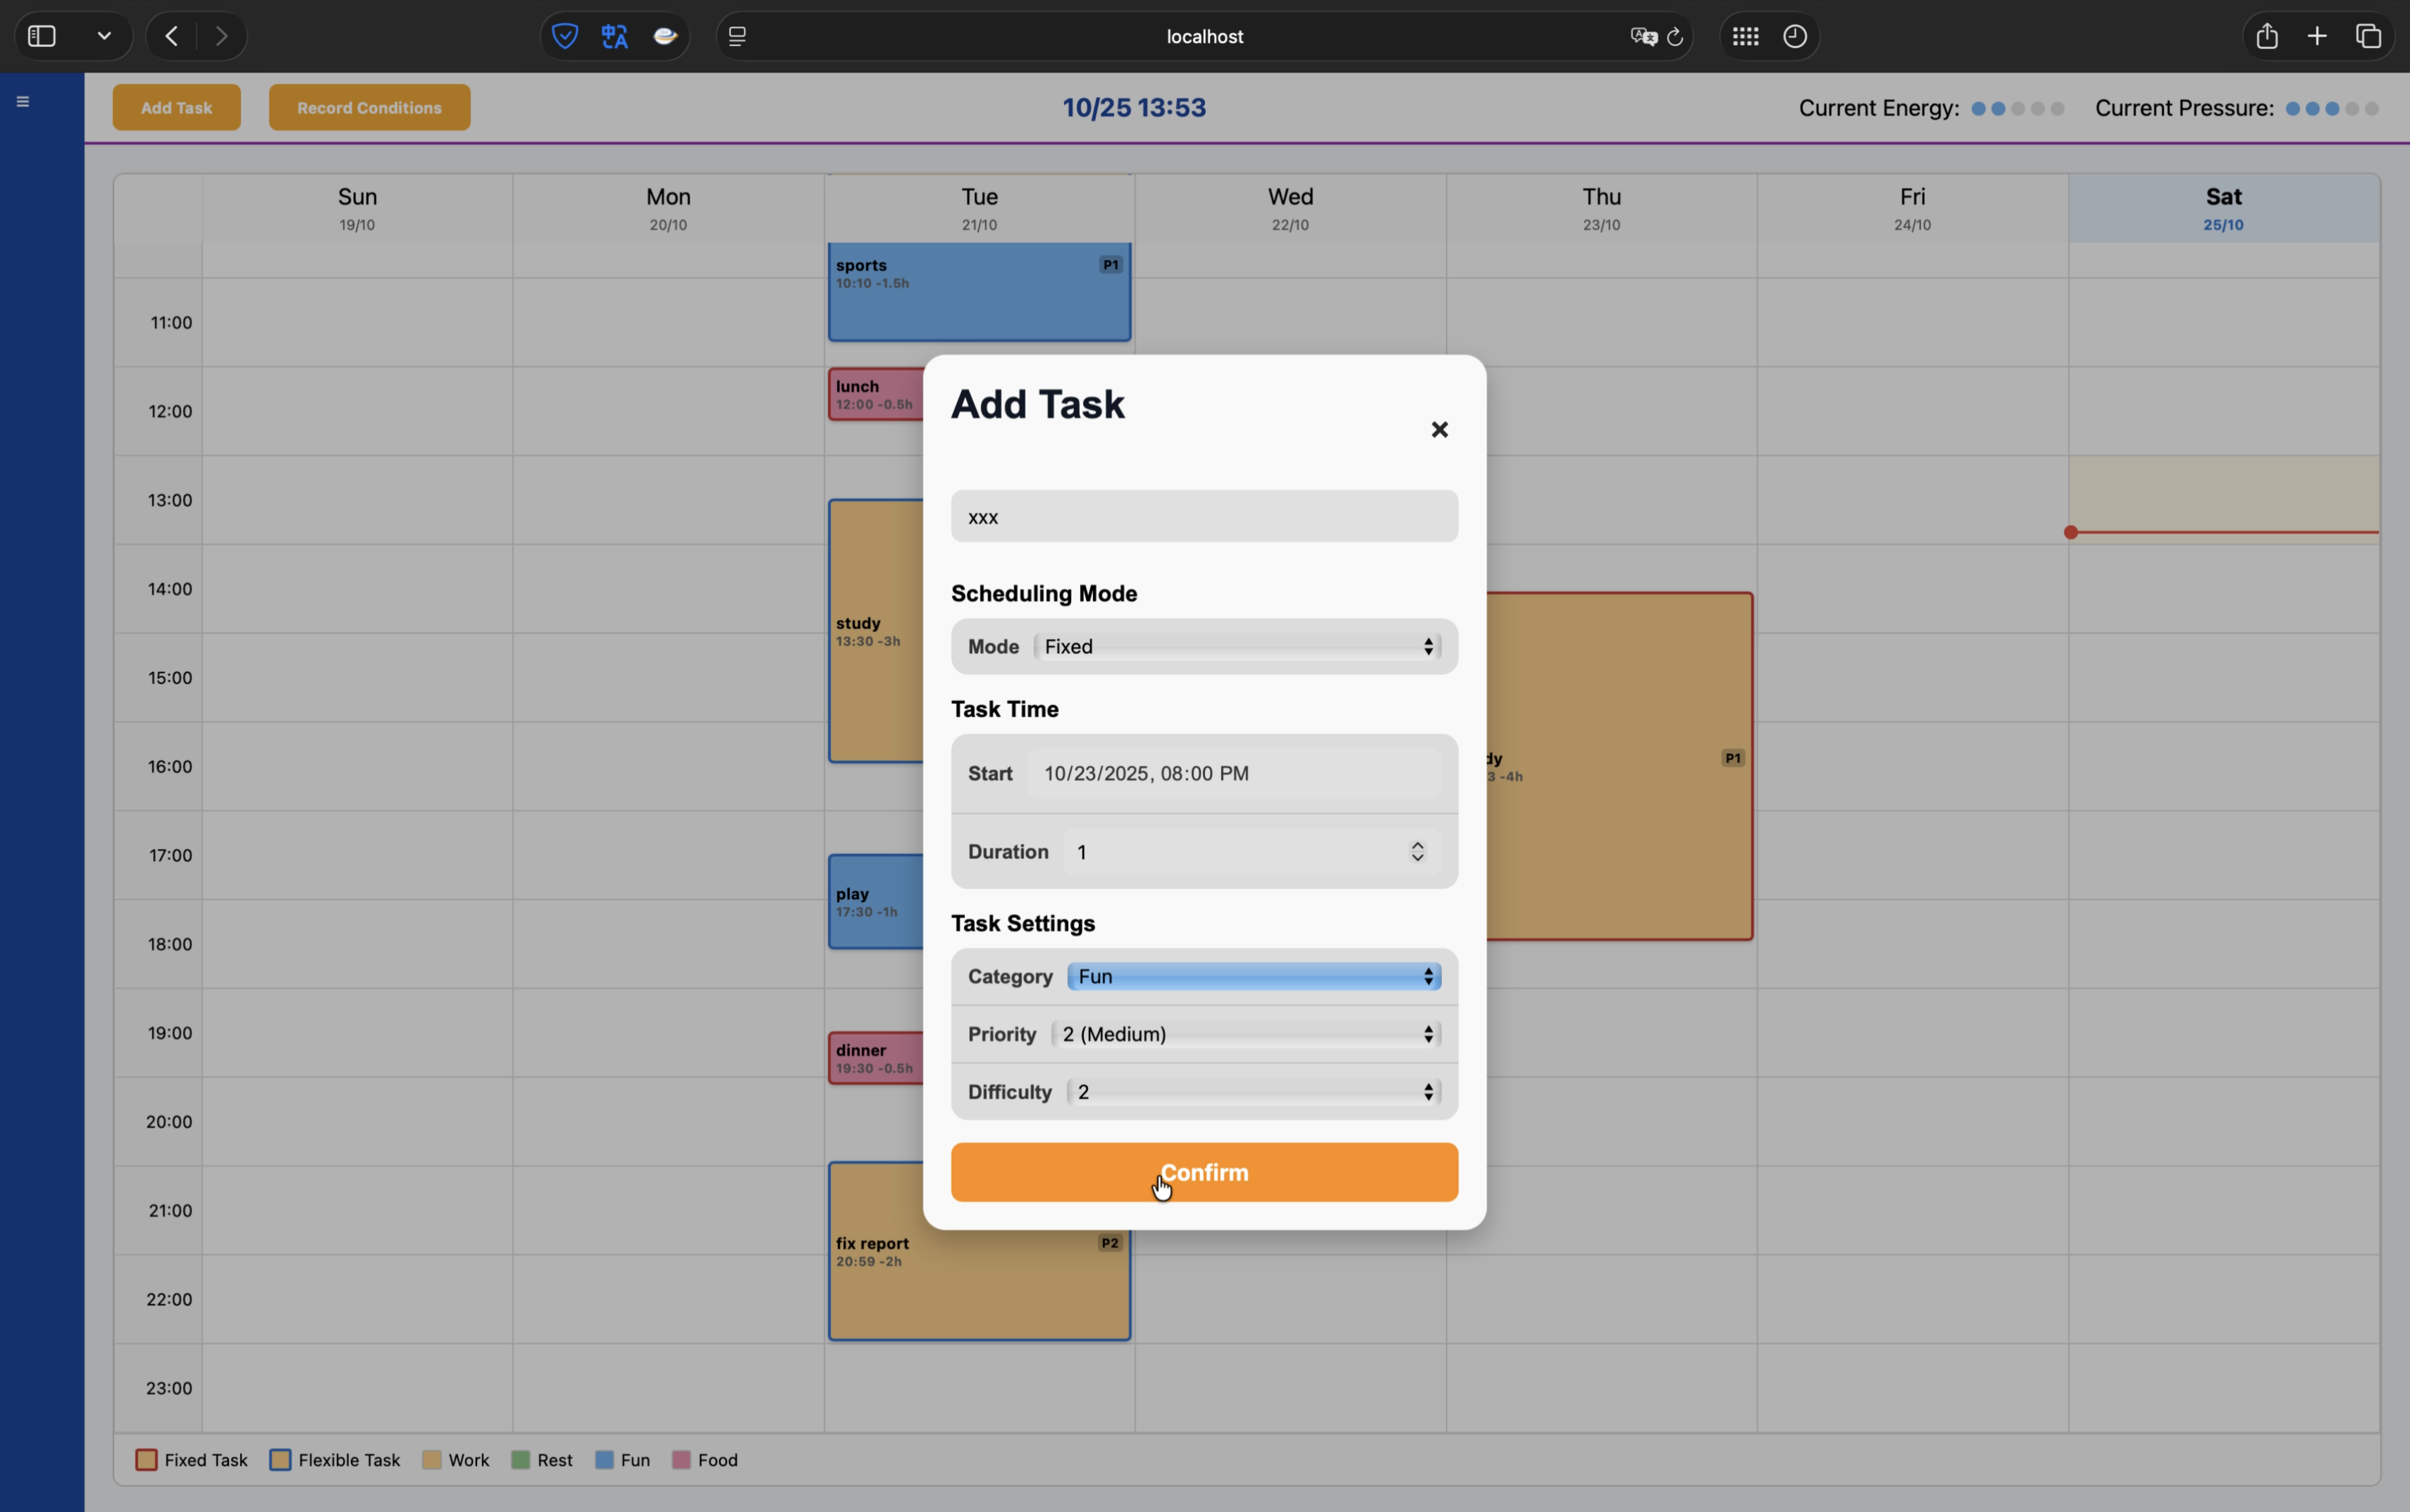 localhost
Add Task
Record Conditions
10/25 13:53
Current Energy:
Current Pressure:
Sun
19/10
Mon
20/10
Tue
21/10
Wed
22/10
Thu
23/10
Fri
24/10
Sat
25/10
sports
P1
10:10 -1.5h
11:00
lunch
12:00 -0.5h
12:00
13:00
14:00
study
13:30 -3h
15:00
16:00
17:00
play
17:30 -1h
18:00
19:00
dinner
19:30 -0.5h
20:00
21:00
fix report
P2
20:59 -2h
22:00
23:00
dy
P1
3 -4h
Add Task
×
xxx
Scheduling Mode
Mode Fixed
Task Time
Start 10/23/2025, 08:00 PM
Duration 1
Task Settings
Category Fun
Priority 2 (Medium)
Difficulty 2
Confirm
Fixed Task Flexible Task Work Rest Fun Food